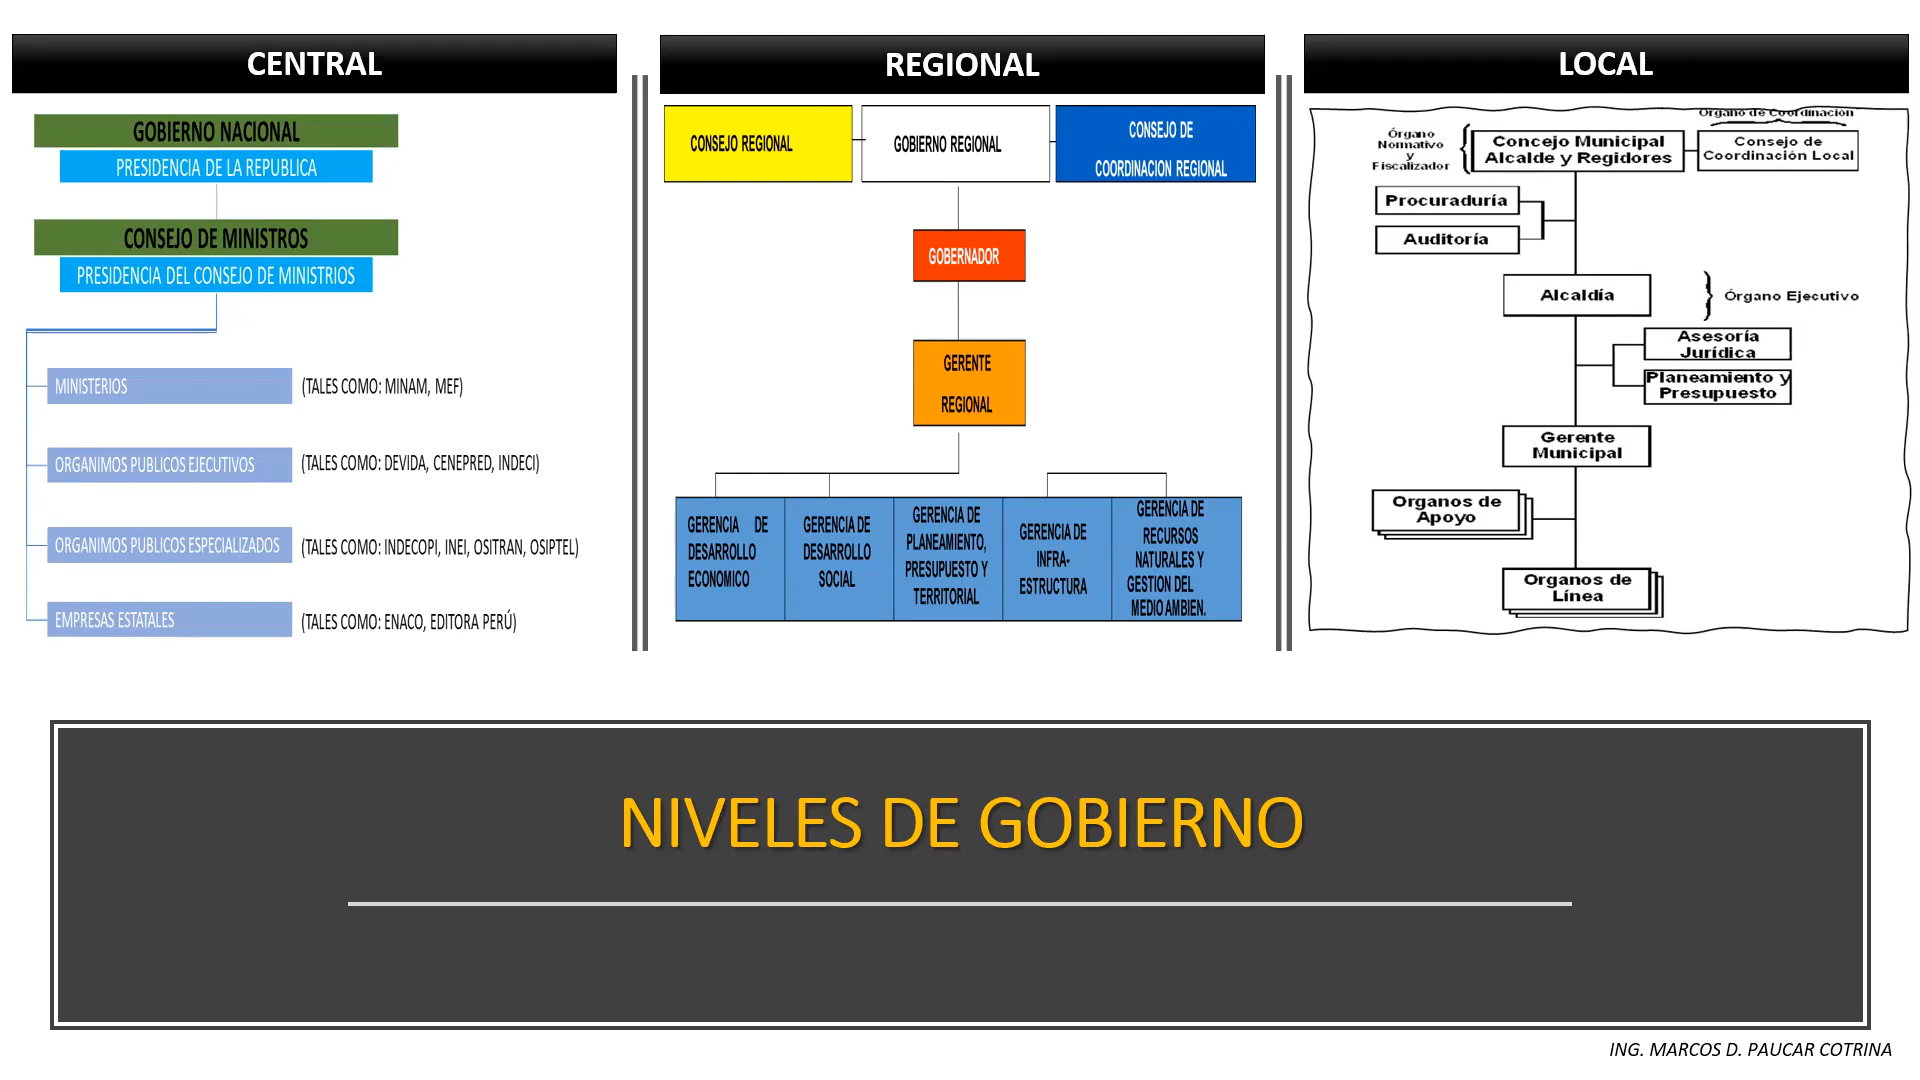 CENTRAL
GOBIERNO NACIONAL
PRESIDENCIA DE LA REPUBLICA
CONSEJO DE MINISTROS
PRESIDENCIA DEL CONSEJO DE MINISTRIOS
MINISTERIOS
(TALES COMO: MINAM, MEF)
ORGANIMOS PUBLICOS EJECUTIVOS
(TALES COMO: DEVIDA, CENEPRED, INDECI)
ORGANIMOS PUBLICOS ESPECIALIZADOS
(TALES COMO: INDECOPI, INEI, OSITRAN, OSIPTEL)
EMPRESAS ESTATALES
(TALES COMO: ENACO, EDITORA PERÚ)
REGIONAL
CONSEJO REGIONAL
GOBIERNO REGIONAL
CONSEJO DE
COORDINACION REGIONAL
GOBERNADOR
GERENTE
REGIONAL
GERENCIA DE
DESARROLLO
ECONOMICO
GERENCIA DE
DESARROLLO
SOCIAL
GERENCIA DE
PLANEAMIENTO,
PRESUPUESTO Y
TERRITORIAL
GERENCIA DE
INFRA-
ESTRUCTURA
GERENCIA DE
RECURSOS
NATURALES Y
GESTION DEL
MEDIO AMBIEN.
LOCAL
Órgano de Coordinación
Órgano
Normativo
y
Fiscalizador
Concejo Municipal
Alcalde y Regidores
Consejo de
Coordinación Local
Procuraduría
Auditoría
Alcaldía
Órgano Ejecutivo
Asesoría
Jurídica
Planeamiento y
Presupuesto
Gerente
Municipal
Organos de
Apoyo
Organos de
Línea
NIVELES DE GOBIERNO
ING. MARCOS D. PAUCAR COTRINA